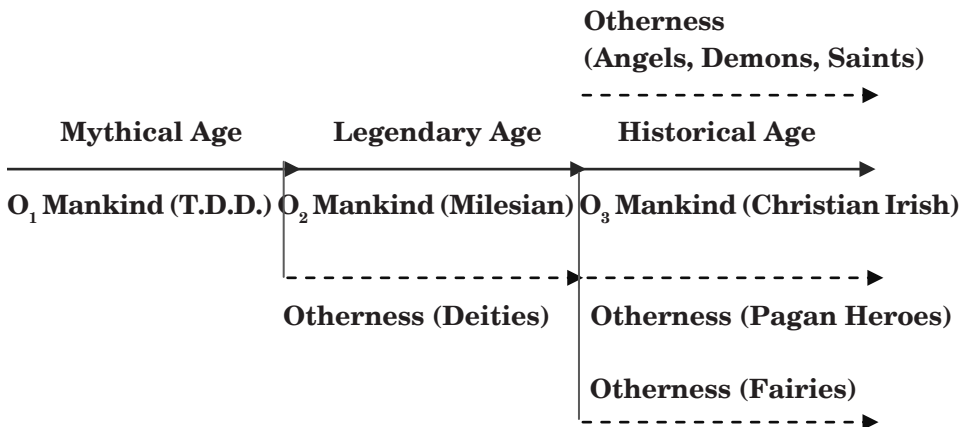 Otherness
(Angels, Demons, Saints)
Mythical Age Legendary Age Historical Age
O₁ Mankind (T.D.D.) O₂ Mankind (Milesian) O₃ Mankind (Christian Irish)
Otherness (Deities) Otherness (Pagan Heroes)
Otherness (Fairies)